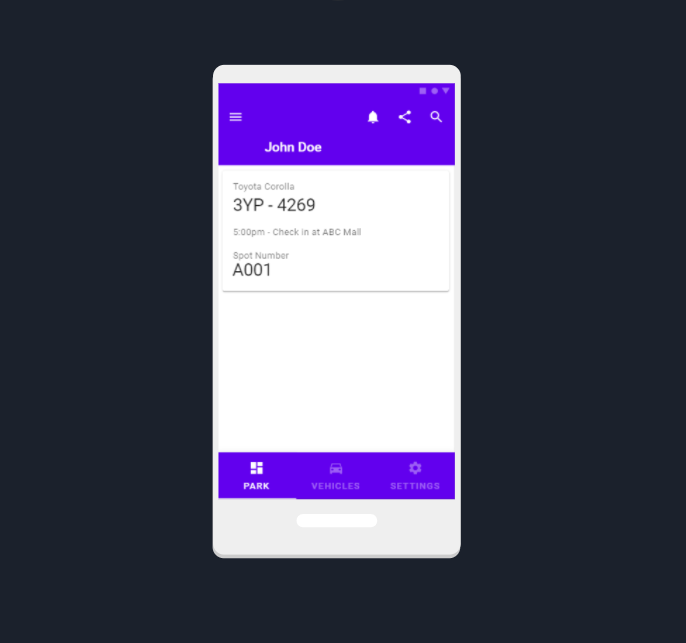 John Doe
Toyota Corolla
3YP - 4269
5:00pm - Check in at ABC Mall
Spot Number
A001
PARK
VEHICLES
SETTINGS